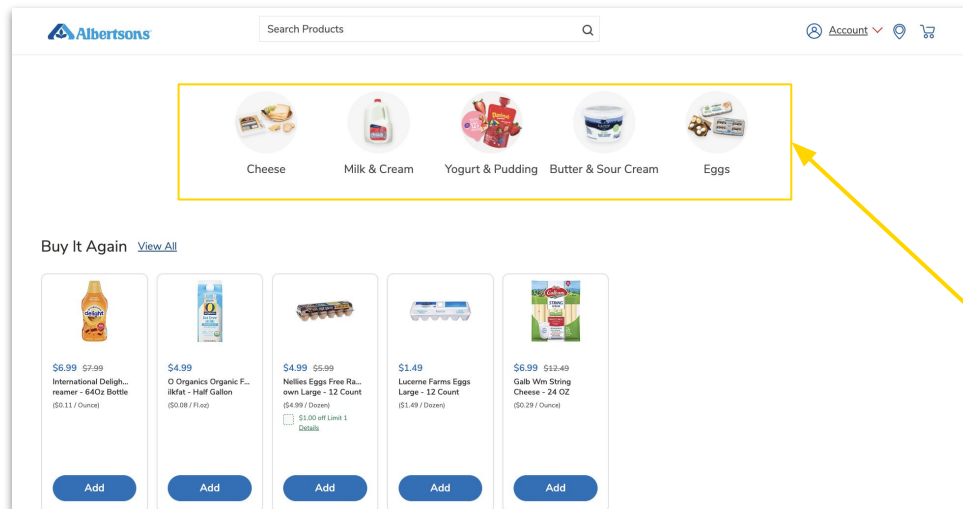 Albertsons
Search Products
Account
Cheese
Milk & Cream
Yogurt & Pudding
Butter & Sour Cream
Eggs
Buy It Again View All
delight
STRING
$6.99 $7.99
International Deligh...
reamer - 64Oz Bottle
($0.11 / Ounce)
Add
$4.99
O Organics Organic F...
ilkfat - Half Gallon
($0.08 / Fl.oz)
Add
$4.99 $5.99
Nellies Eggs Free Ra...
own Large - 12 Count
($4.99 / Dozen)
$1.00 off Limit 1
Details
Add
$1.49
Lucerne Farms Eggs
Large - 12 Count
($1.49 / Dozen)
Add
$6.99 $12.49
Galb Wm String
Cheese - 24 OZ
($0.29 / Ounce)
Add